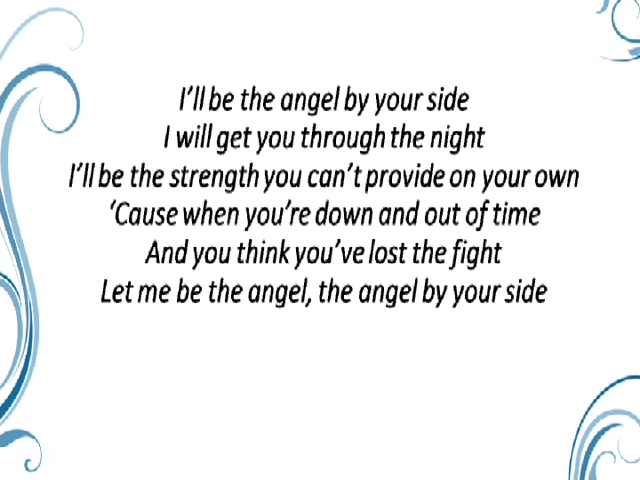 I’ll be the angel by your side
I will get you through the night
I’ll be the strength you can’t provide on your own
‘Cause when you’re down and out of time
And you think you’ve lost the fight
Let me be the angel, the angel by your side